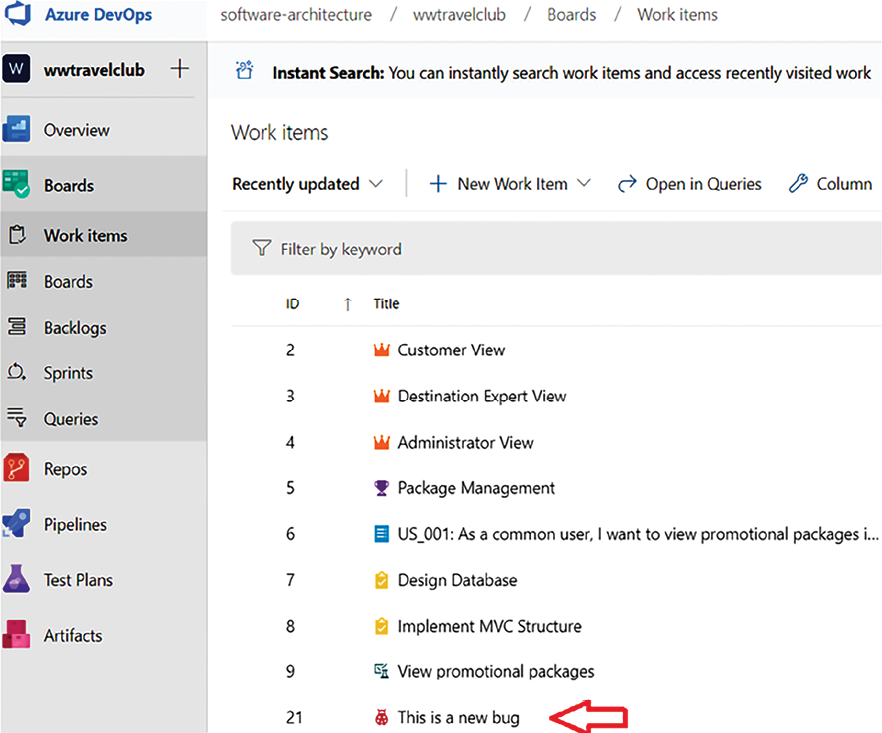 Azure DevOps
software-architecture / wwtravelclub / Boards / Work items
W wwtravelclub +
Instant Search: You can instantly search work items and access recently visited work
Overview
Boards
Work items
Boards
Backlogs
Sprints
Queries
Repos
Pipelines
Test Plans
Artifacts
Work items
Recently updated
New Work Item
Open in Queries
Column
Filter by keyword
ID ↑ Title
2 Customer View
3 Destination Expert View
4 Administrator View
5 Package Management
6 US_001: As a common user, I want to view promotional packages i...
7 Design Database
8 Implement MVC Structure
9 View promotional packages
21 This is a new bug